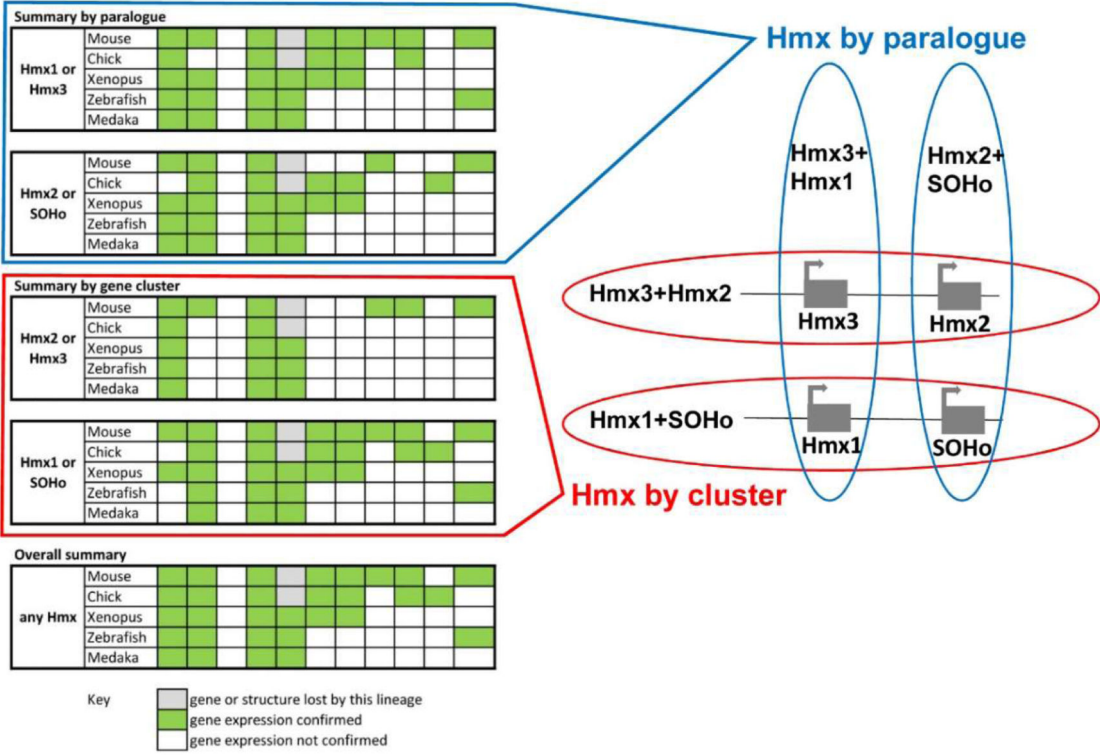 Summary by paralogue
Hmx1 or
Hmx3
Mouse
Chick
Xenopus
Zebrafish
Medaka
Hmx2 or
SOHo
Mouse
Chick
Xenopus
Zebrafish
Medaka
Summary by gene cluster
Hmx2 or
Hmx3
Mouse
Chick
Xenopus
Zebrafish
Medaka
Hmx1 or
SOHo
Mouse
Chick
Xenopus
Zebrafish
Medaka
Overall summary
any Hmx
Mouse
Chick
Xenopus
Zebrafish
Medaka
Key
gene or structure lost by this lineage
gene expression confirmed
gene expression not confirmed
Hmx by paralogue
Hmx3+
Hmx1
Hmx2+
SOHo
Hmx3+Hmx2
Hmx3
Hmx2
Hmx1+SOHo
Hmx1
SOHo
Hmx by cluster